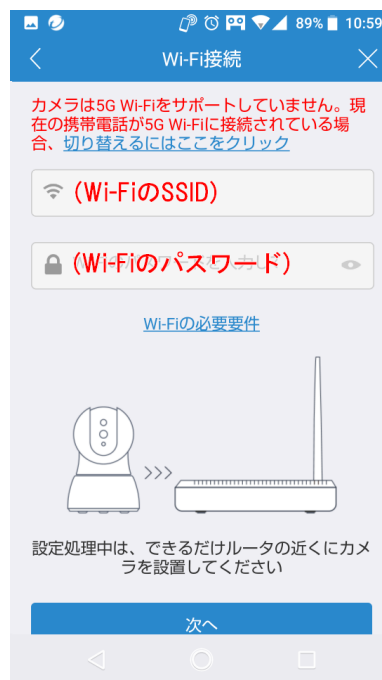 89% 10:59
Wi-Fi接続
カメラは5G Wi-Fiをサポートしていません。現
在の携帯電話が5G Wi-Fiに接続されている場
合、切り替えるにはここをクリック
(Wi-FiのSSID)
(Wi-Fiのパスワード)
Wi-Fiの必要要件
>>>
設定処理中は、できるだけルータの近くにカメ
ラを設置してください
次へ